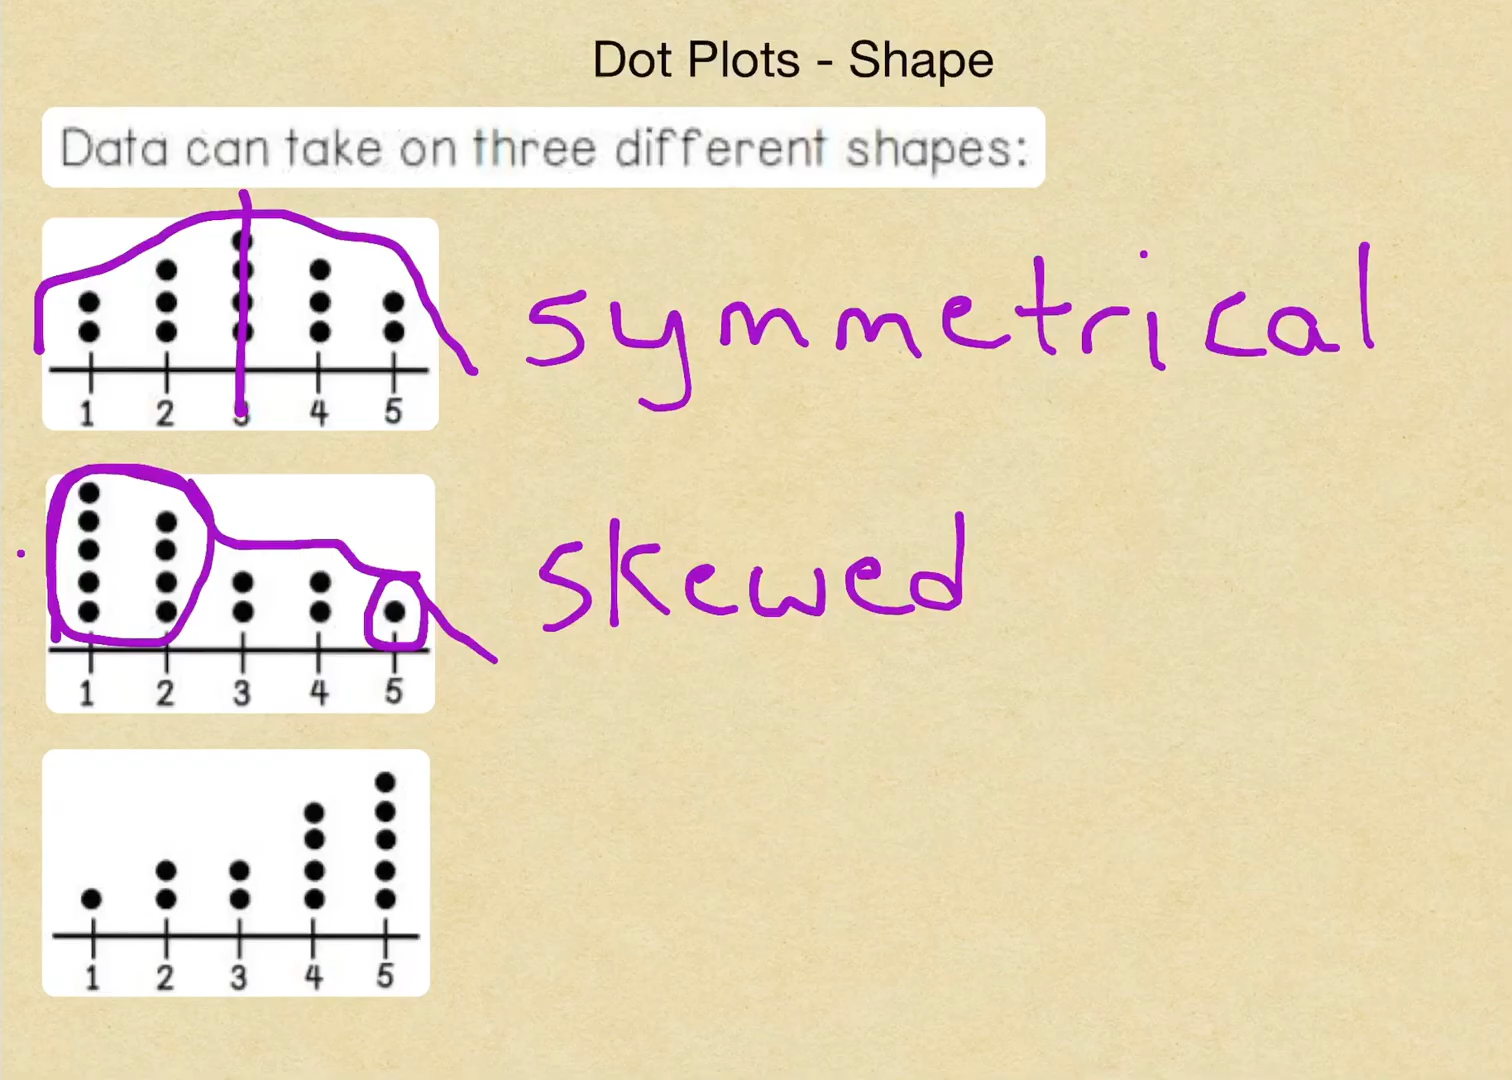 Dot Plots - Shape
Data can take on three different shapes:
symmetrical
1 2 3 4 5
skewed
1 2 3 4 5
1 2 3 4 5